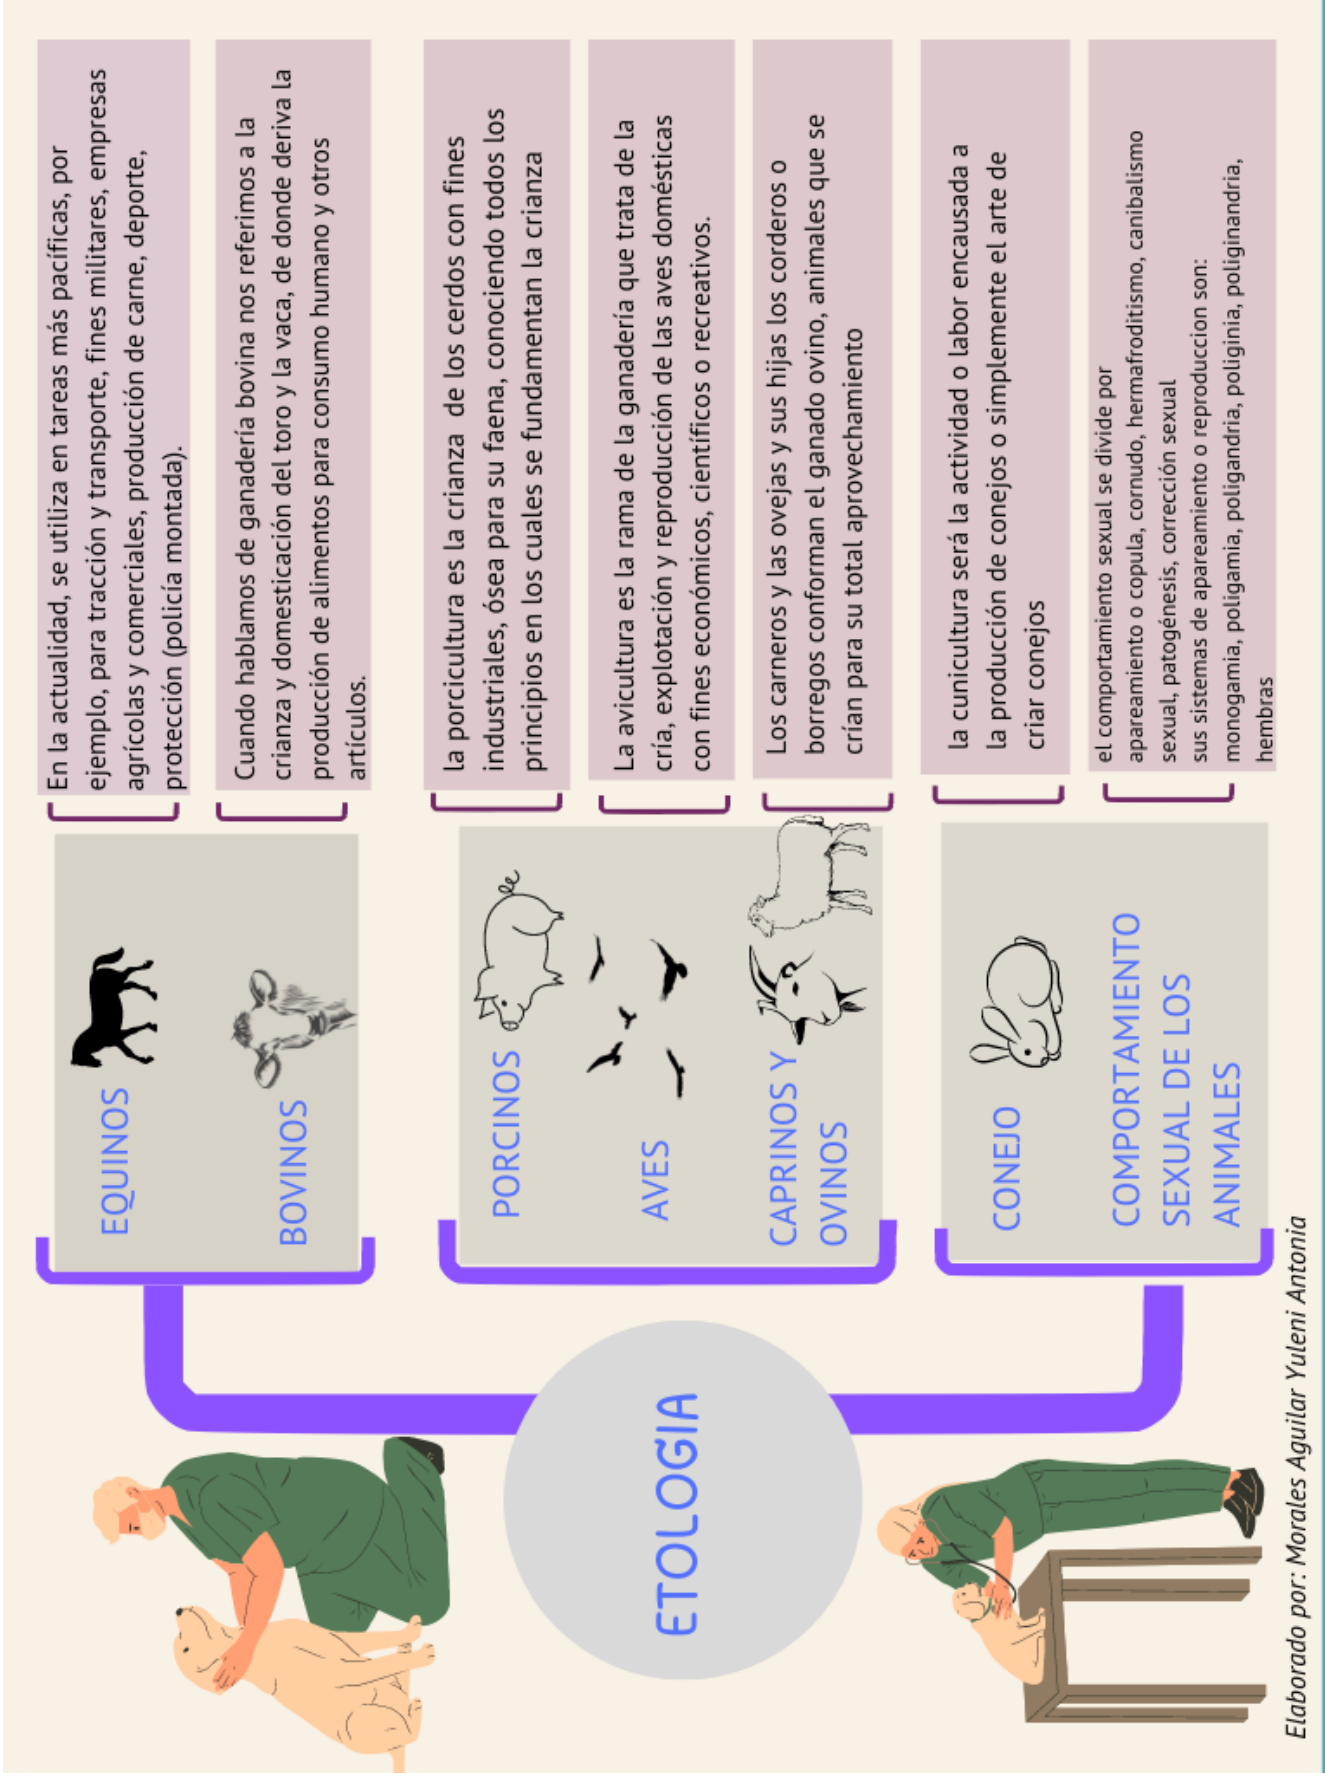 ETOLOGIA
EQUINOS
En la actualidad, se utiliza en tareas más pacíficas, por
ejemplo, para tracción y transporte, fines militares, empresas
agrícolas y comerciales, producción de carne, deporte,
protección (policía montada).
BOVINOS
Cuando hablamos de ganadería bovina nos referimos a la
crianza y domesticación del toro y la vaca, de donde deriva la
producción de alimentos para consumo humano y otros
artículos.
PORCINOS
la porcicultura es la crianza de los cerdos con fines
industriales, ósea para su faena, conociendo todos los
principios en los cuales se fundamentan la crianza
AVES
La avicultura es la rama de la ganadería que trata de la
cría, explotación y reproducción de las aves domésticas
con fines económicos, científicos o recreativos.
CAPRINOS Y
OVINOS
Los carneros y las ovejas y sus hijas los corderos o
borregos conforman el ganado ovino, animales que se
crían para su total aprovechamiento
CONEJO
la cunicultura será la actividad o labor encausada a
la producción de conejos o simplemente el arte de
criar conejos
COMPORTAMIENTO
SEXUAL DE LOS
ANIMALES
el comportamiento sexual se divide por
apareamiento o copula, cornudo, hermafroditismo, canibalismo
sexual, patogénesis, corrección sexual
sus sistemas de apareamiento o reproduccion son:
monogamia, poligamia, poligandria, poliginia, poliginandria,
hembras
Elaborado por: Morales Aguilar Yuleni Antonia